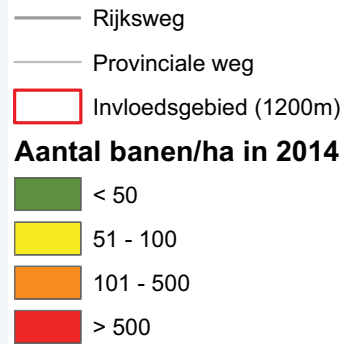 Rijksweg
Provinciale weg
Invloedsgebied (1200m)
Aantal banen/ha in 2014
< 50
51 - 100
101 - 500
> 500